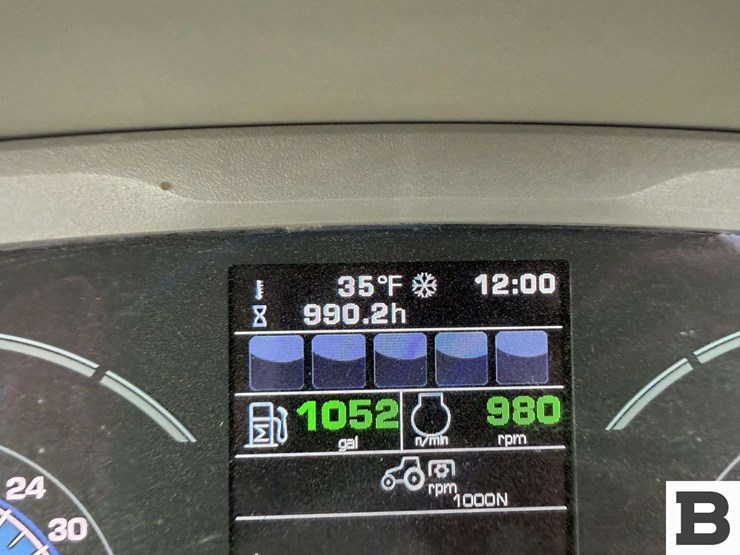 35°F 12:00
990.2h
1052 980
gal n/min rpm
rpm
1000N
24
30
B